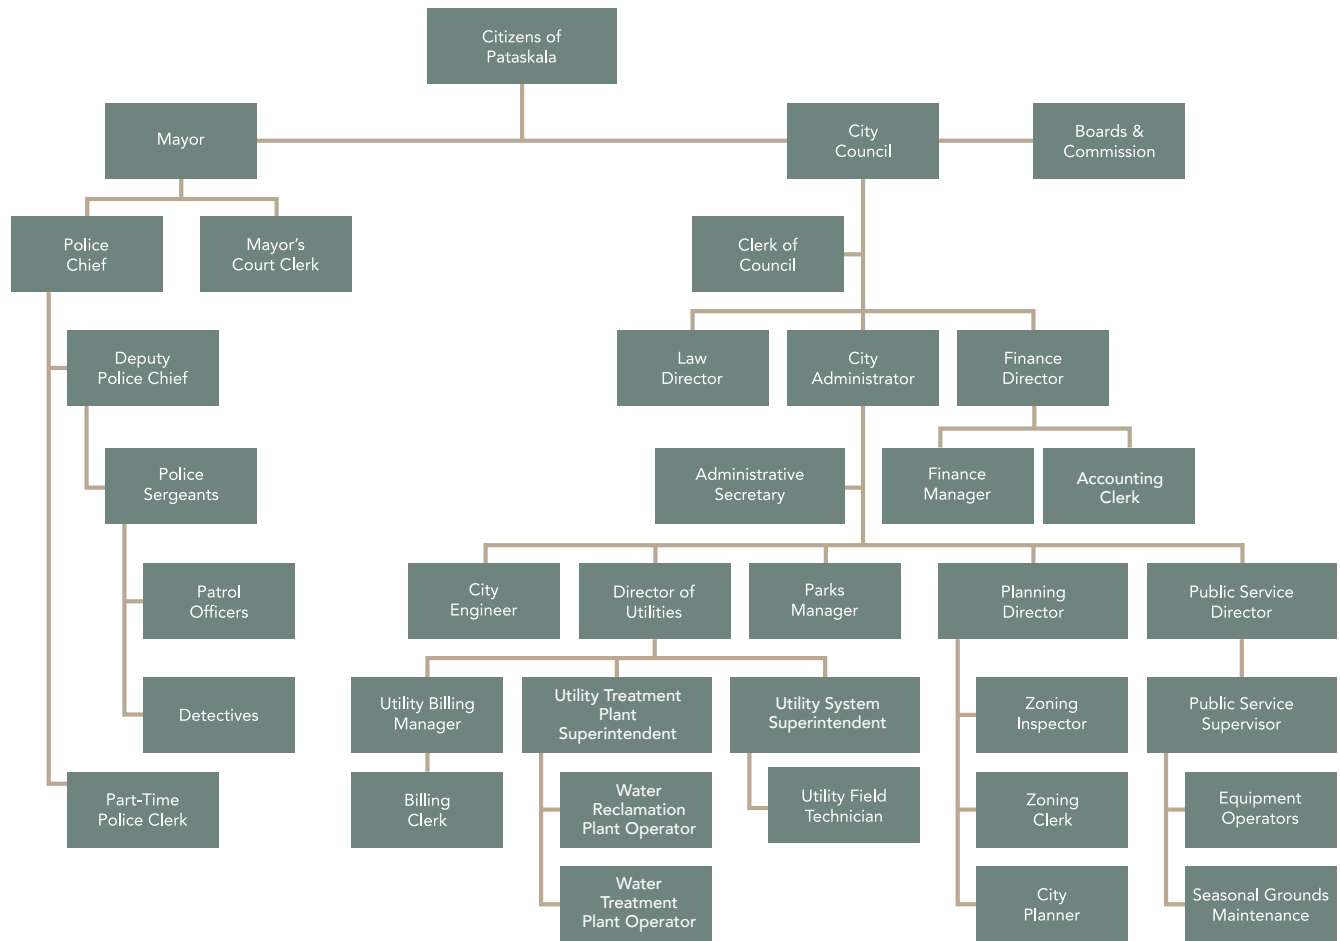 Citizens of
Pataskala
Mayor
City
Council
Boards &
Commission
Police
Chief
Mayor's
Court Clerk
Clerk of
Council
Deputy
Police Chief
Law
Director
City
Administrator
Finance
Director
Police
Sergeants
Administrative
Secretary
Finance
Manager
Accounting
Clerk
Patrol
Officers
City
Engineer
Director of
Utilities
Parks
Manager
Planning
Director
Public Service
Director
Detectives
Utility Billing
Manager
Utility Treatment
Plant
Superintendent
Utility System
Superintendent
Zoning
Inspector
Public Service
Supervisor
Part-Time
Police Clerk
Billing
Clerk
Water
Reclamation
Plant Operator
Utility Field
Technician
Zoning
Clerk
Equipment
Operators
Water
Treatment
Plant Operator
City
Planner
Seasonal Grounds
Maintenance